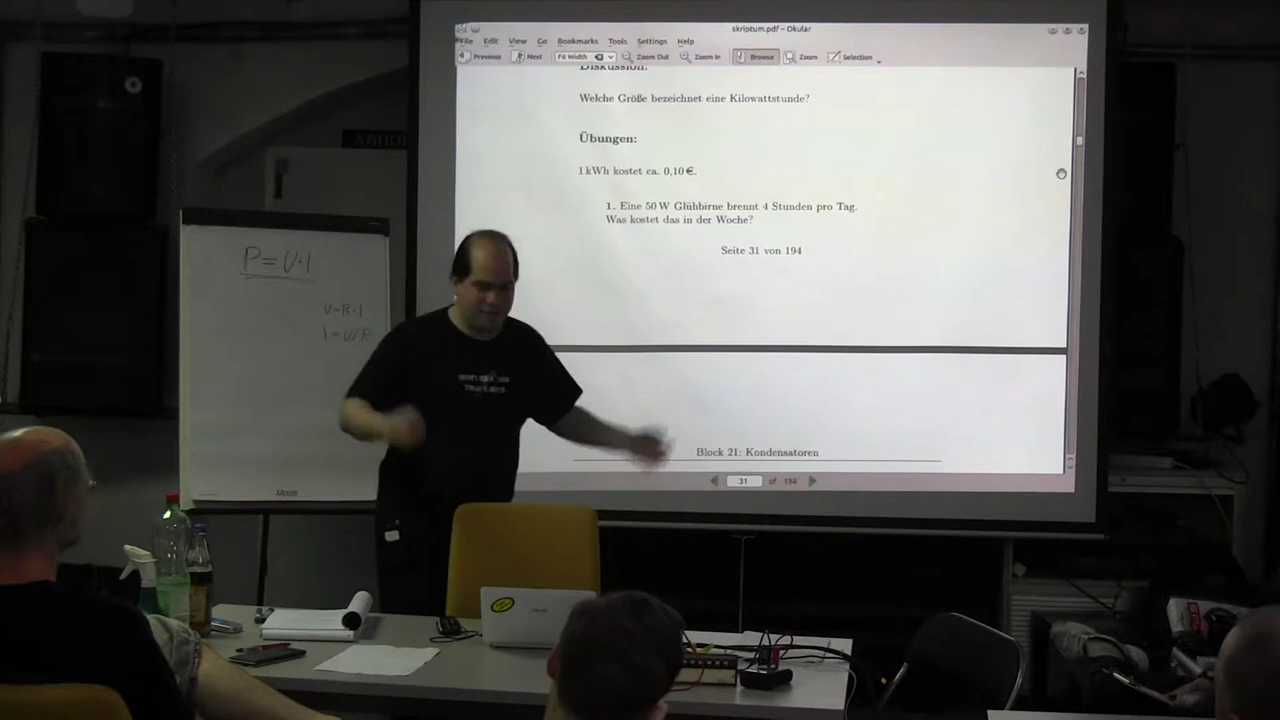 skriptum.pdf – Okular
File Edit View Go Bookmarks Tools Settings Help
Previous Next Fit Width Zoom Out Zoom In Browse Zoom Selection
Diskussion:
Welche Größe bezeichnet eine Kilowattstunde?
Übungen:
1 kWh kostet ca. 0,10 €.
1. Eine 50 W Glühbirne brennt 4 Stunden pro Tag.
Was kostet das in der Woche?
Seite 31 von 194
Block 21: Kondensatoren
31 of 194
P=U·I
U=R·I
I=U/R